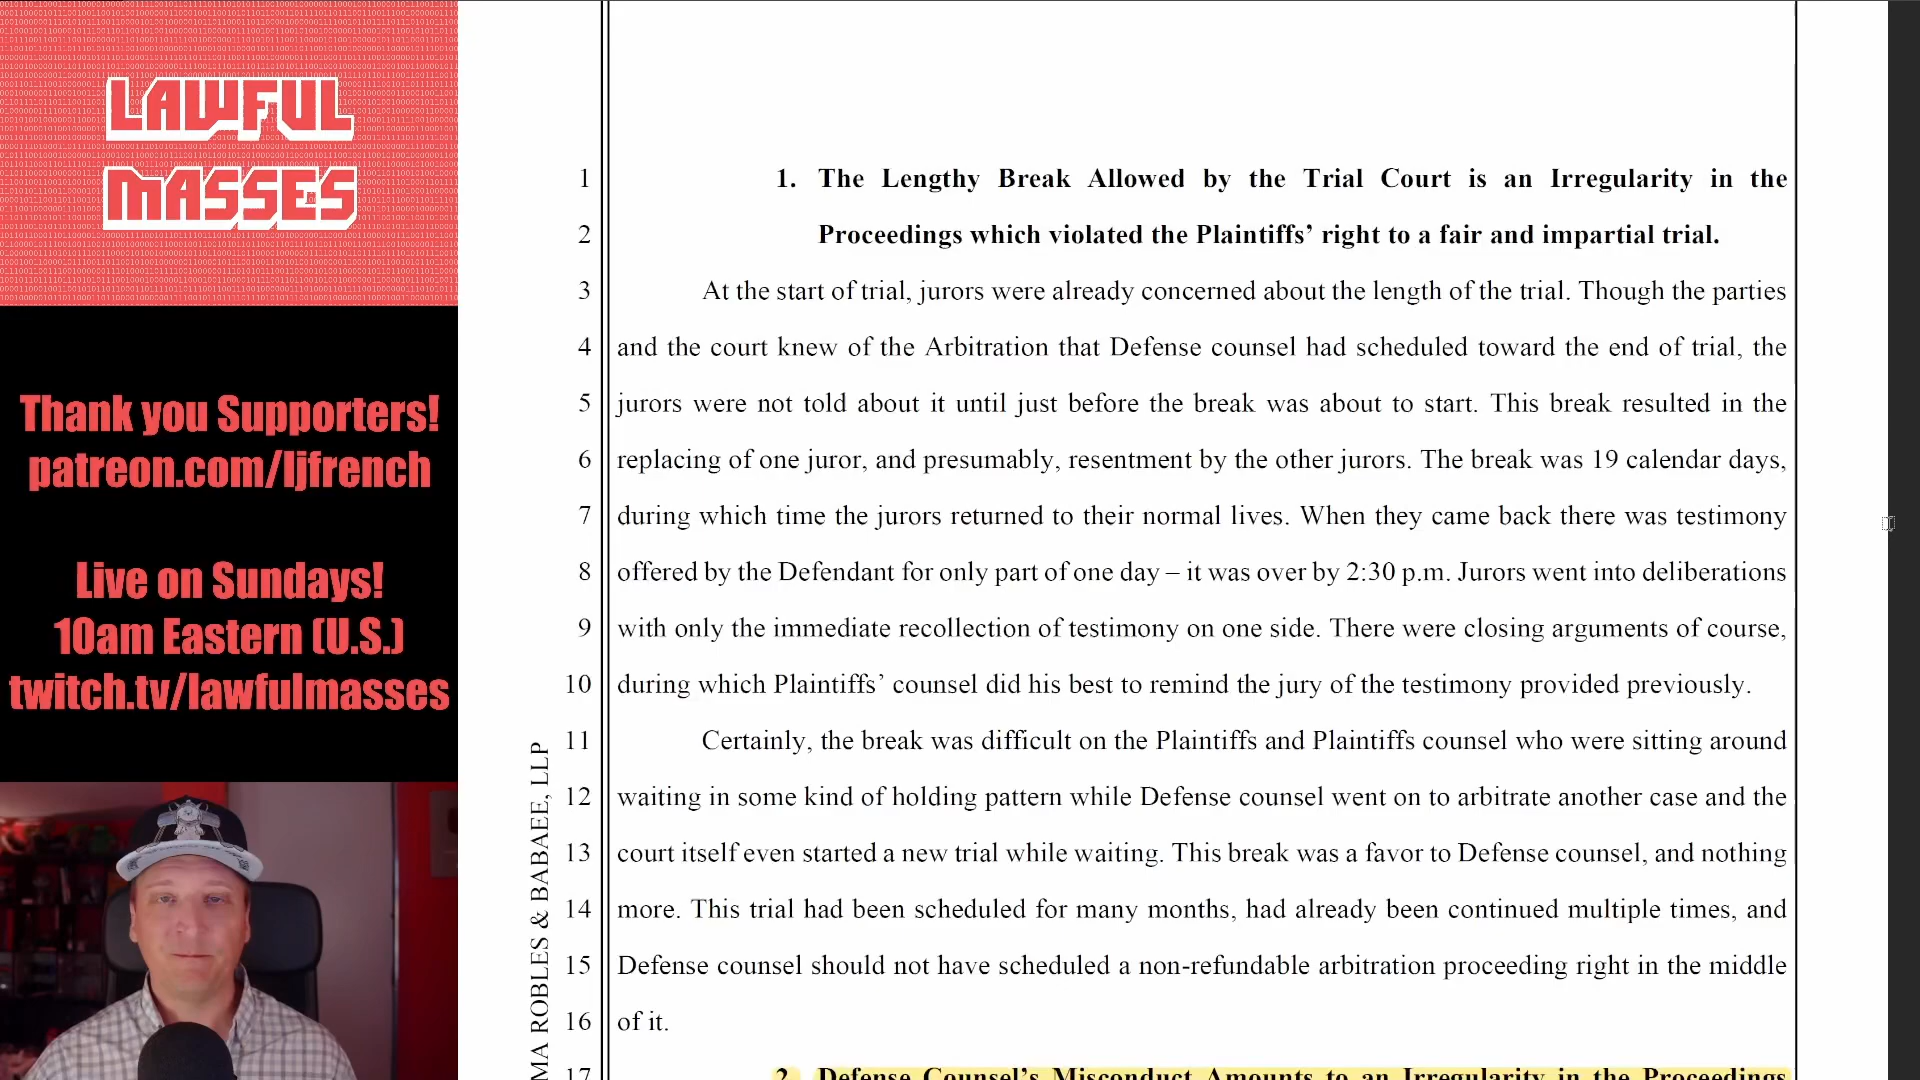 LAWFUL
MASSES
Thank you Supporters!
patreon.com/ljfrench
Live on Sundays!
10am Eastern (U.S.)
twitch.tv/lawfulmasses
MA ROBLES & BABAEE, LLP
1 1. The Lengthy Break Allowed by the Trial Court is an Irregularity in the
2 Proceedings which violated the Plaintiffs’ right to a fair and impartial trial.
3 At the start of trial, jurors were already concerned about the length of the trial. Though the parties
4 and the court knew of the Arbitration that Defense counsel had scheduled toward the end of trial, the
5 jurors were not told about it until just before the break was about to start. This break resulted in the
6 replacing of one juror, and presumably, resentment by the other jurors. The break was 19 calendar days,
7 during which time the jurors returned to their normal lives. When they came back there was testimony
8 offered by the Defendant for only part of one day – it was over by 2:30 p.m. Jurors went into deliberations
9 with only the immediate recollection of testimony on one side. There were closing arguments of course,
10 during which Plaintiffs’ counsel did his best to remind the jury of the testimony provided previously.
11 Certainly, the break was difficult on the Plaintiffs and Plaintiffs counsel who were sitting around
12 waiting in some kind of holding pattern while Defense counsel went on to arbitrate another case and the
13 court itself even started a new trial while waiting. This break was a favor to Defense counsel, and nothing
14 more. This trial had been scheduled for many months, had already been continued multiple times, and
15 Defense counsel should not have scheduled a non-refundable arbitration proceeding right in the middle
16 of it.
17 2. Defense Counsel’s Misconduct Amounts to an Irregularity in the Proceedings